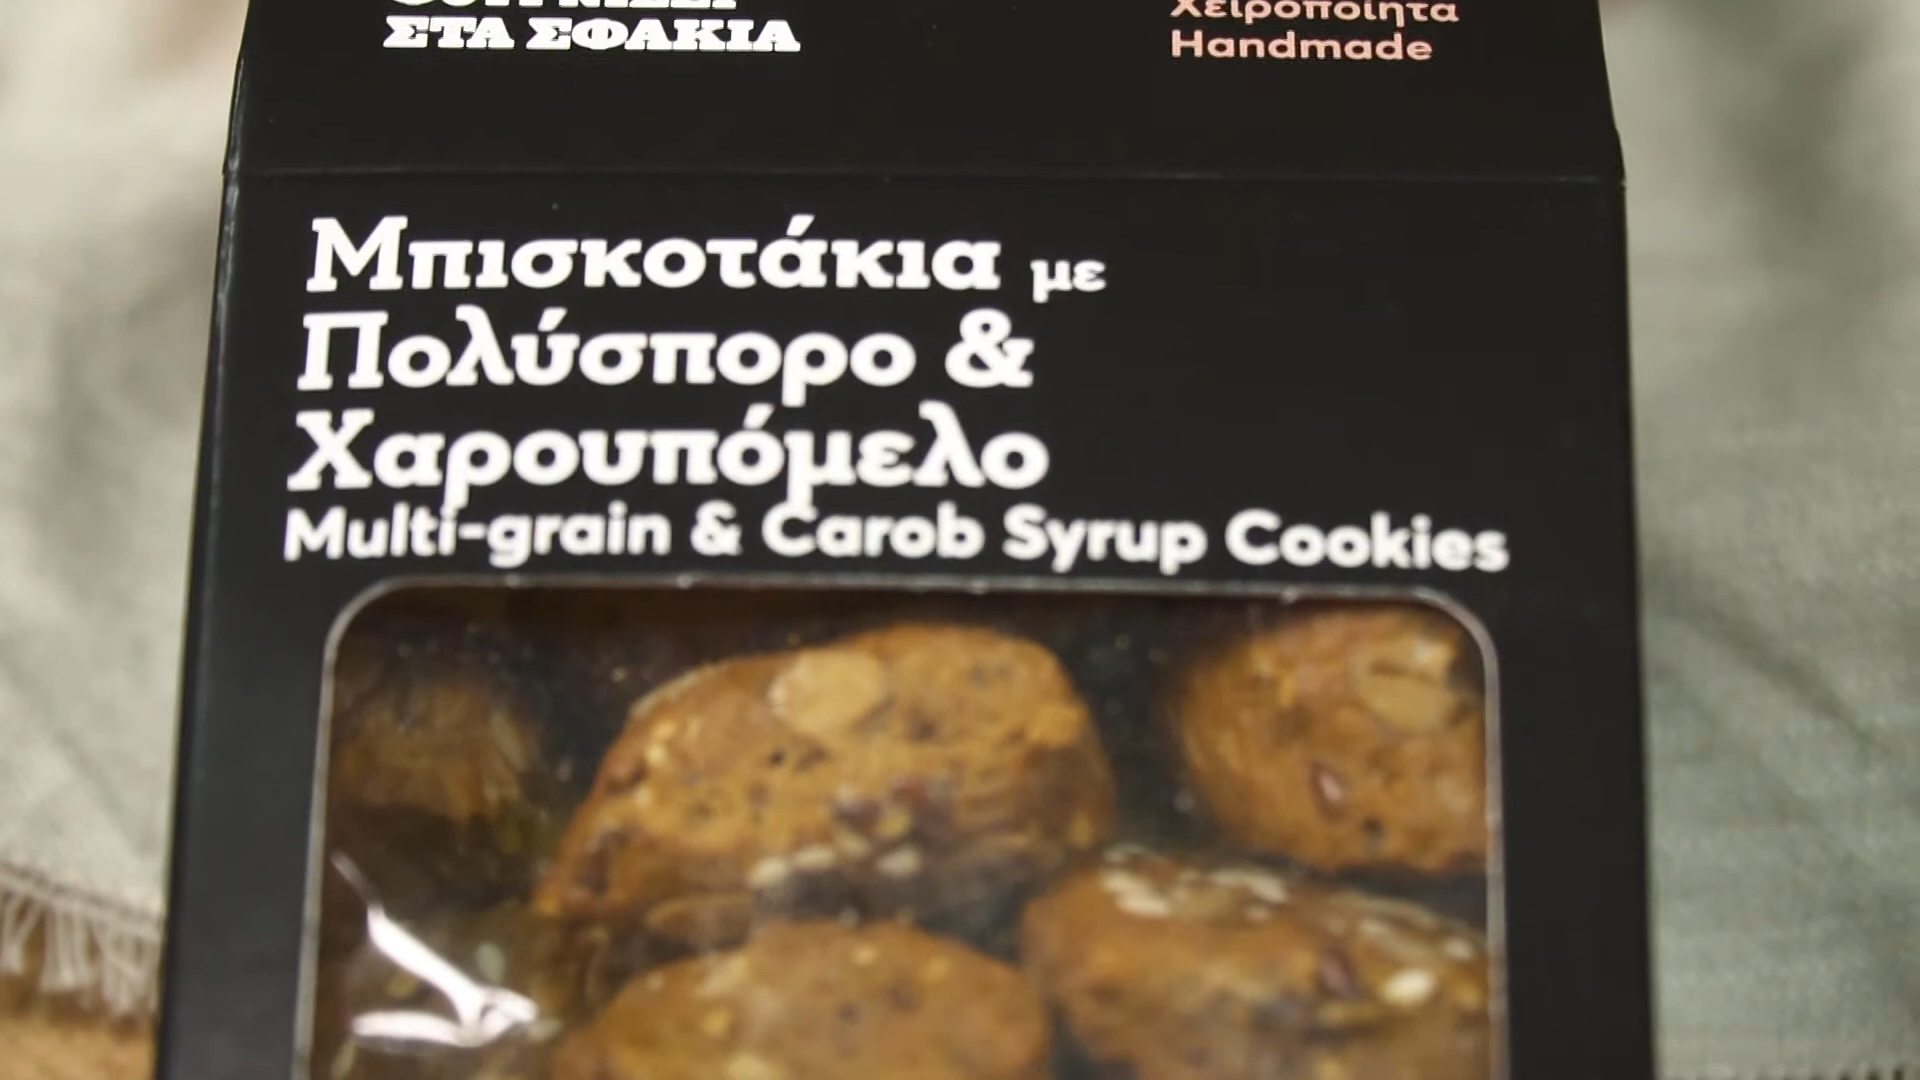 ΣΤΑ ΣΦΑΚΙΑ
Χειροποίητα
Handmade
Μπισκοτάκια με
Πολύσπορο &
Χαρουπόμελο
Multi-grain & Carob Syrup Cookies